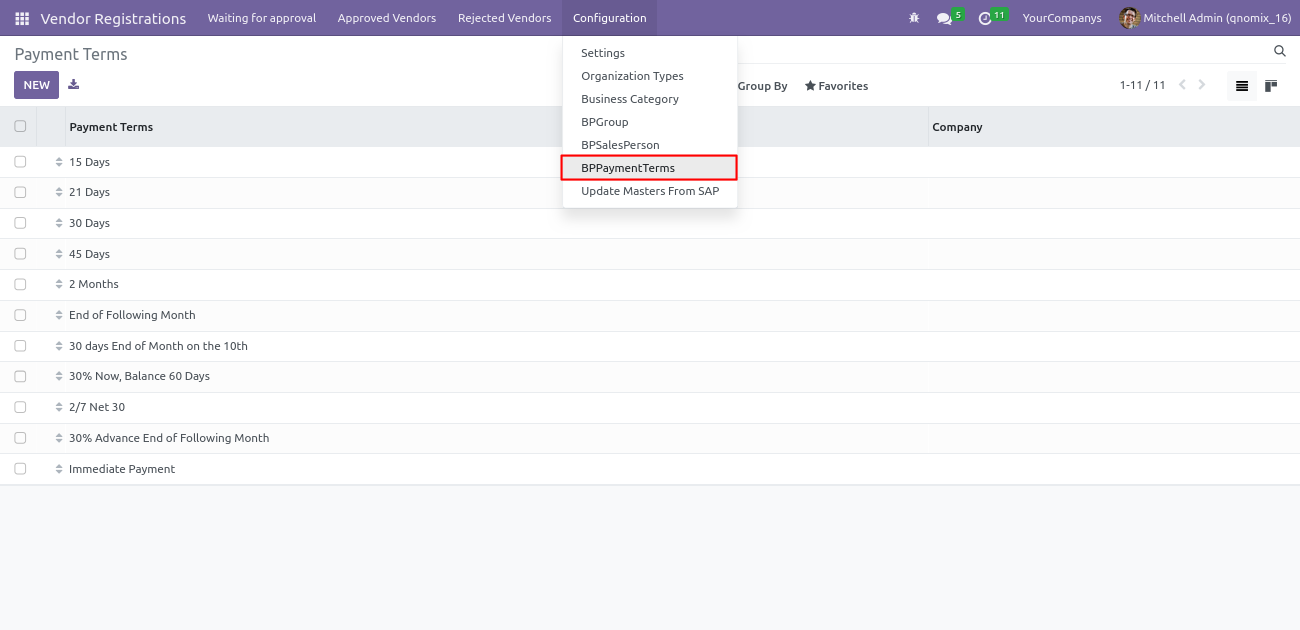 Vendor Registrations Waiting for approval Approved Vendors Rejected Vendors Configuration 5 11 YourCompanys Mitchell Admin (qnomix_16)
Payment Terms
NEW
Group By Favorites 1-11 / 11
Settings
Organization Types
Business Category
BPGroup
BPSalesPerson
BPPaymentTerms
Update Masters From SAP
Payment Terms Company
15 Days
21 Days
30 Days
45 Days
2 Months
End of Following Month
30 days End of Month on the 10th
30% Now, Balance 60 Days
2/7 Net 30
30% Advance End of Following Month
Immediate Payment